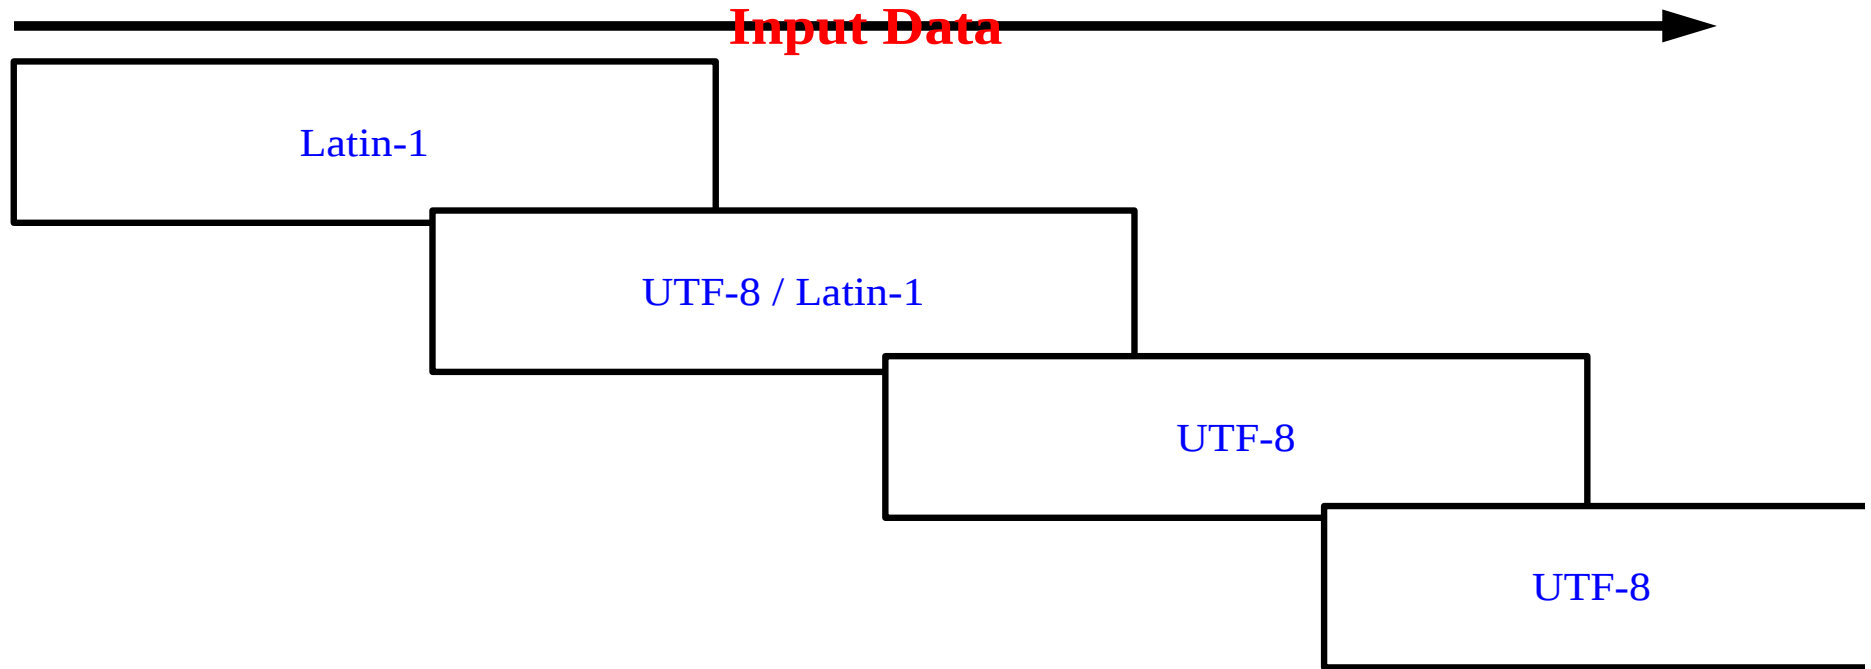 Input Data
Latin-1
UTF-8 / Latin-1
UTF-8
UTF-8